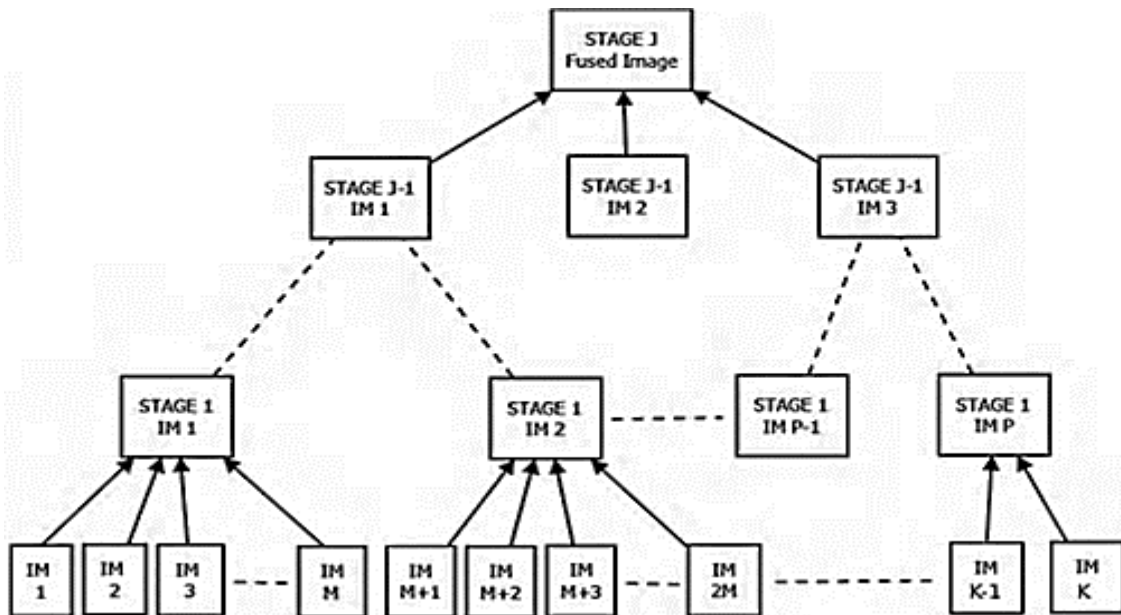 STAGE J
Fused Image
STAGE J-1
IM 1
STAGE J-1
IM 2
STAGE J-1
IM 3
STAGE 1
IM 1
STAGE 1
IM 2
STAGE 1
IM P-1
STAGE 1
IM P
IM
1
IM
2
IM
3
IM
M
IM
M+1
IM
M+2
IM
M+3
IM
2M
IM
K-1
IM
K